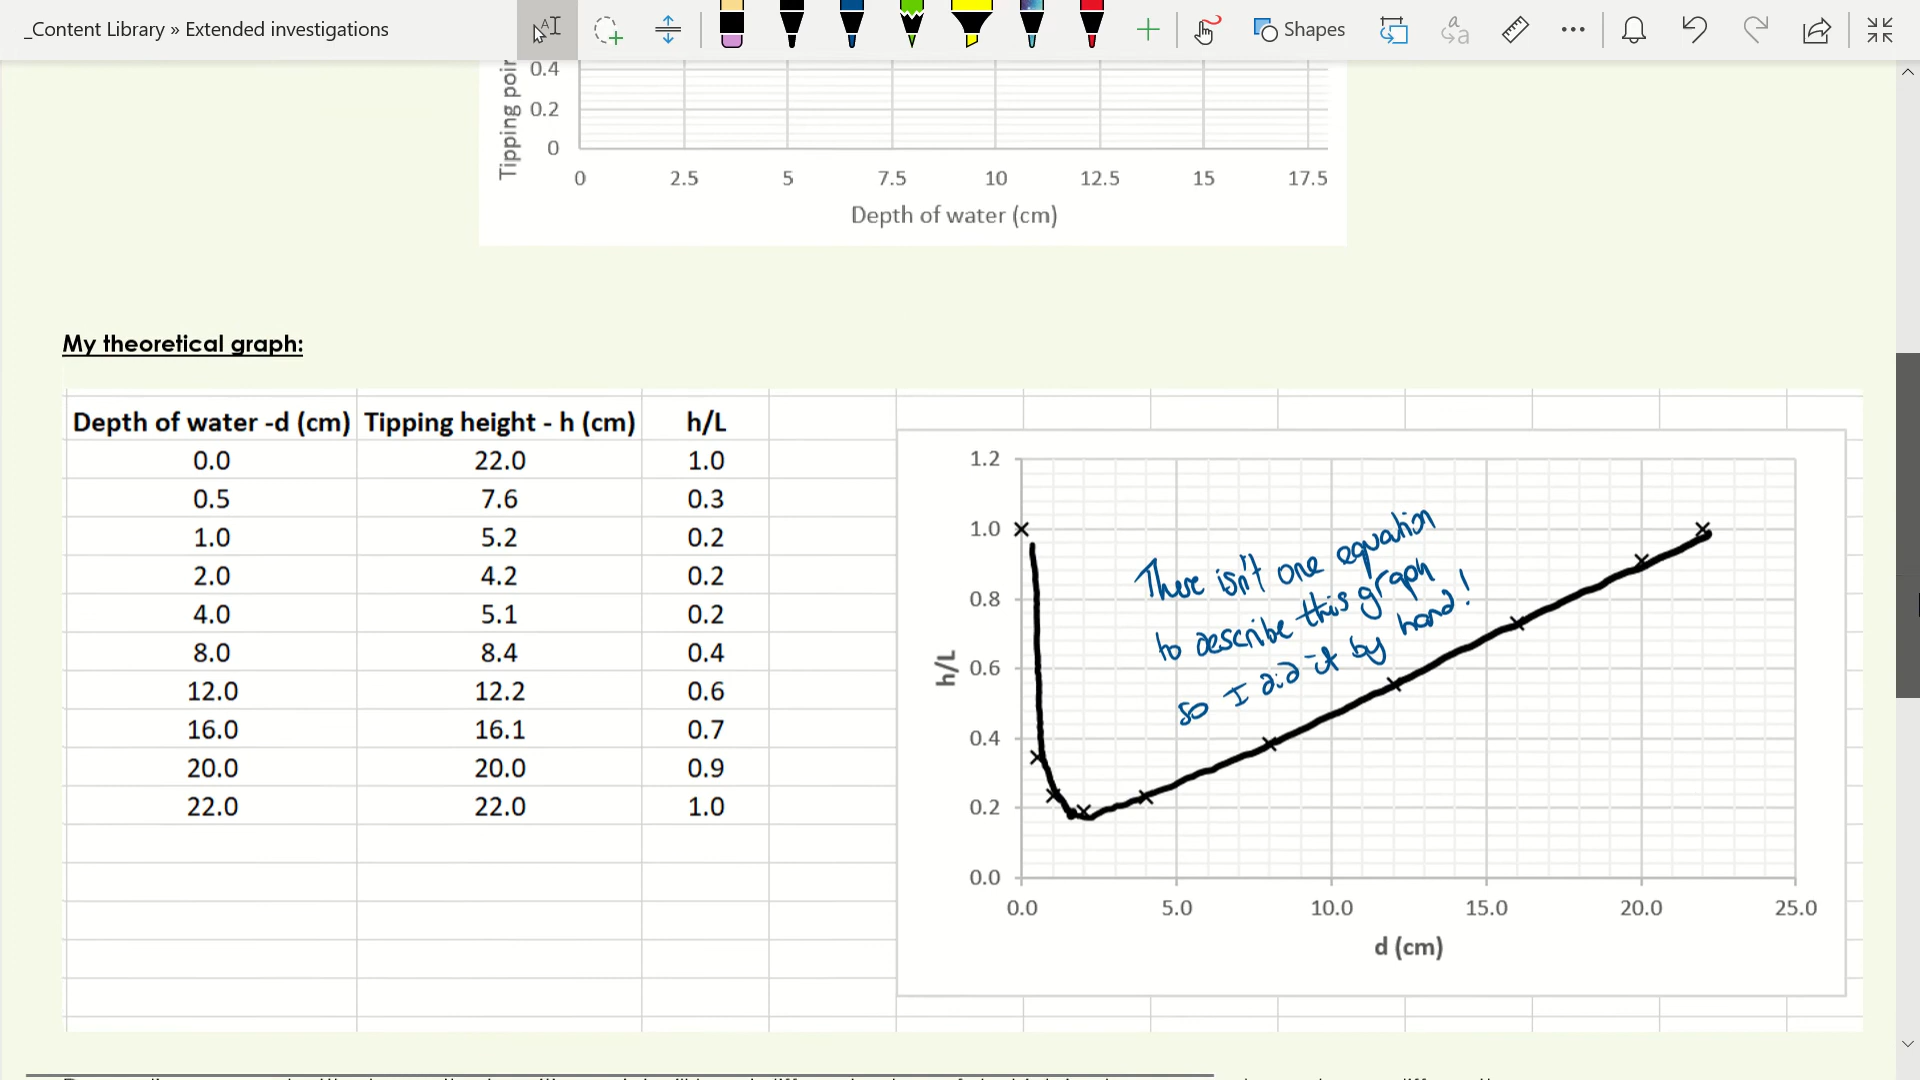 _Content Library » Extended investigations
Shapes
0.4
0.2
0
0 2.5 5 7.5 10 12.5 15 17.5
Depth of water (cm)
My theoretical graph:
Depth of water -d (cm) Tipping height - h (cm) h/L
0.0 22.0 1.0
0.5 7.6 0.3
1.0 5.2 0.2
2.0 4.2 0.2
4.0 5.1 0.2
8.0 8.4 0.4
12.0 12.2 0.6
16.0 16.1 0.7
20.0 20.0 0.9
22.0 22.0 1.0
1.2
1.0
0.8
0.6
0.4
0.2
0.0
h/L
There isn't one equation
to describe this graph
so I did it by hand!
0.0 5.0 10.0 15.0 20.0 25.0
d (cm)